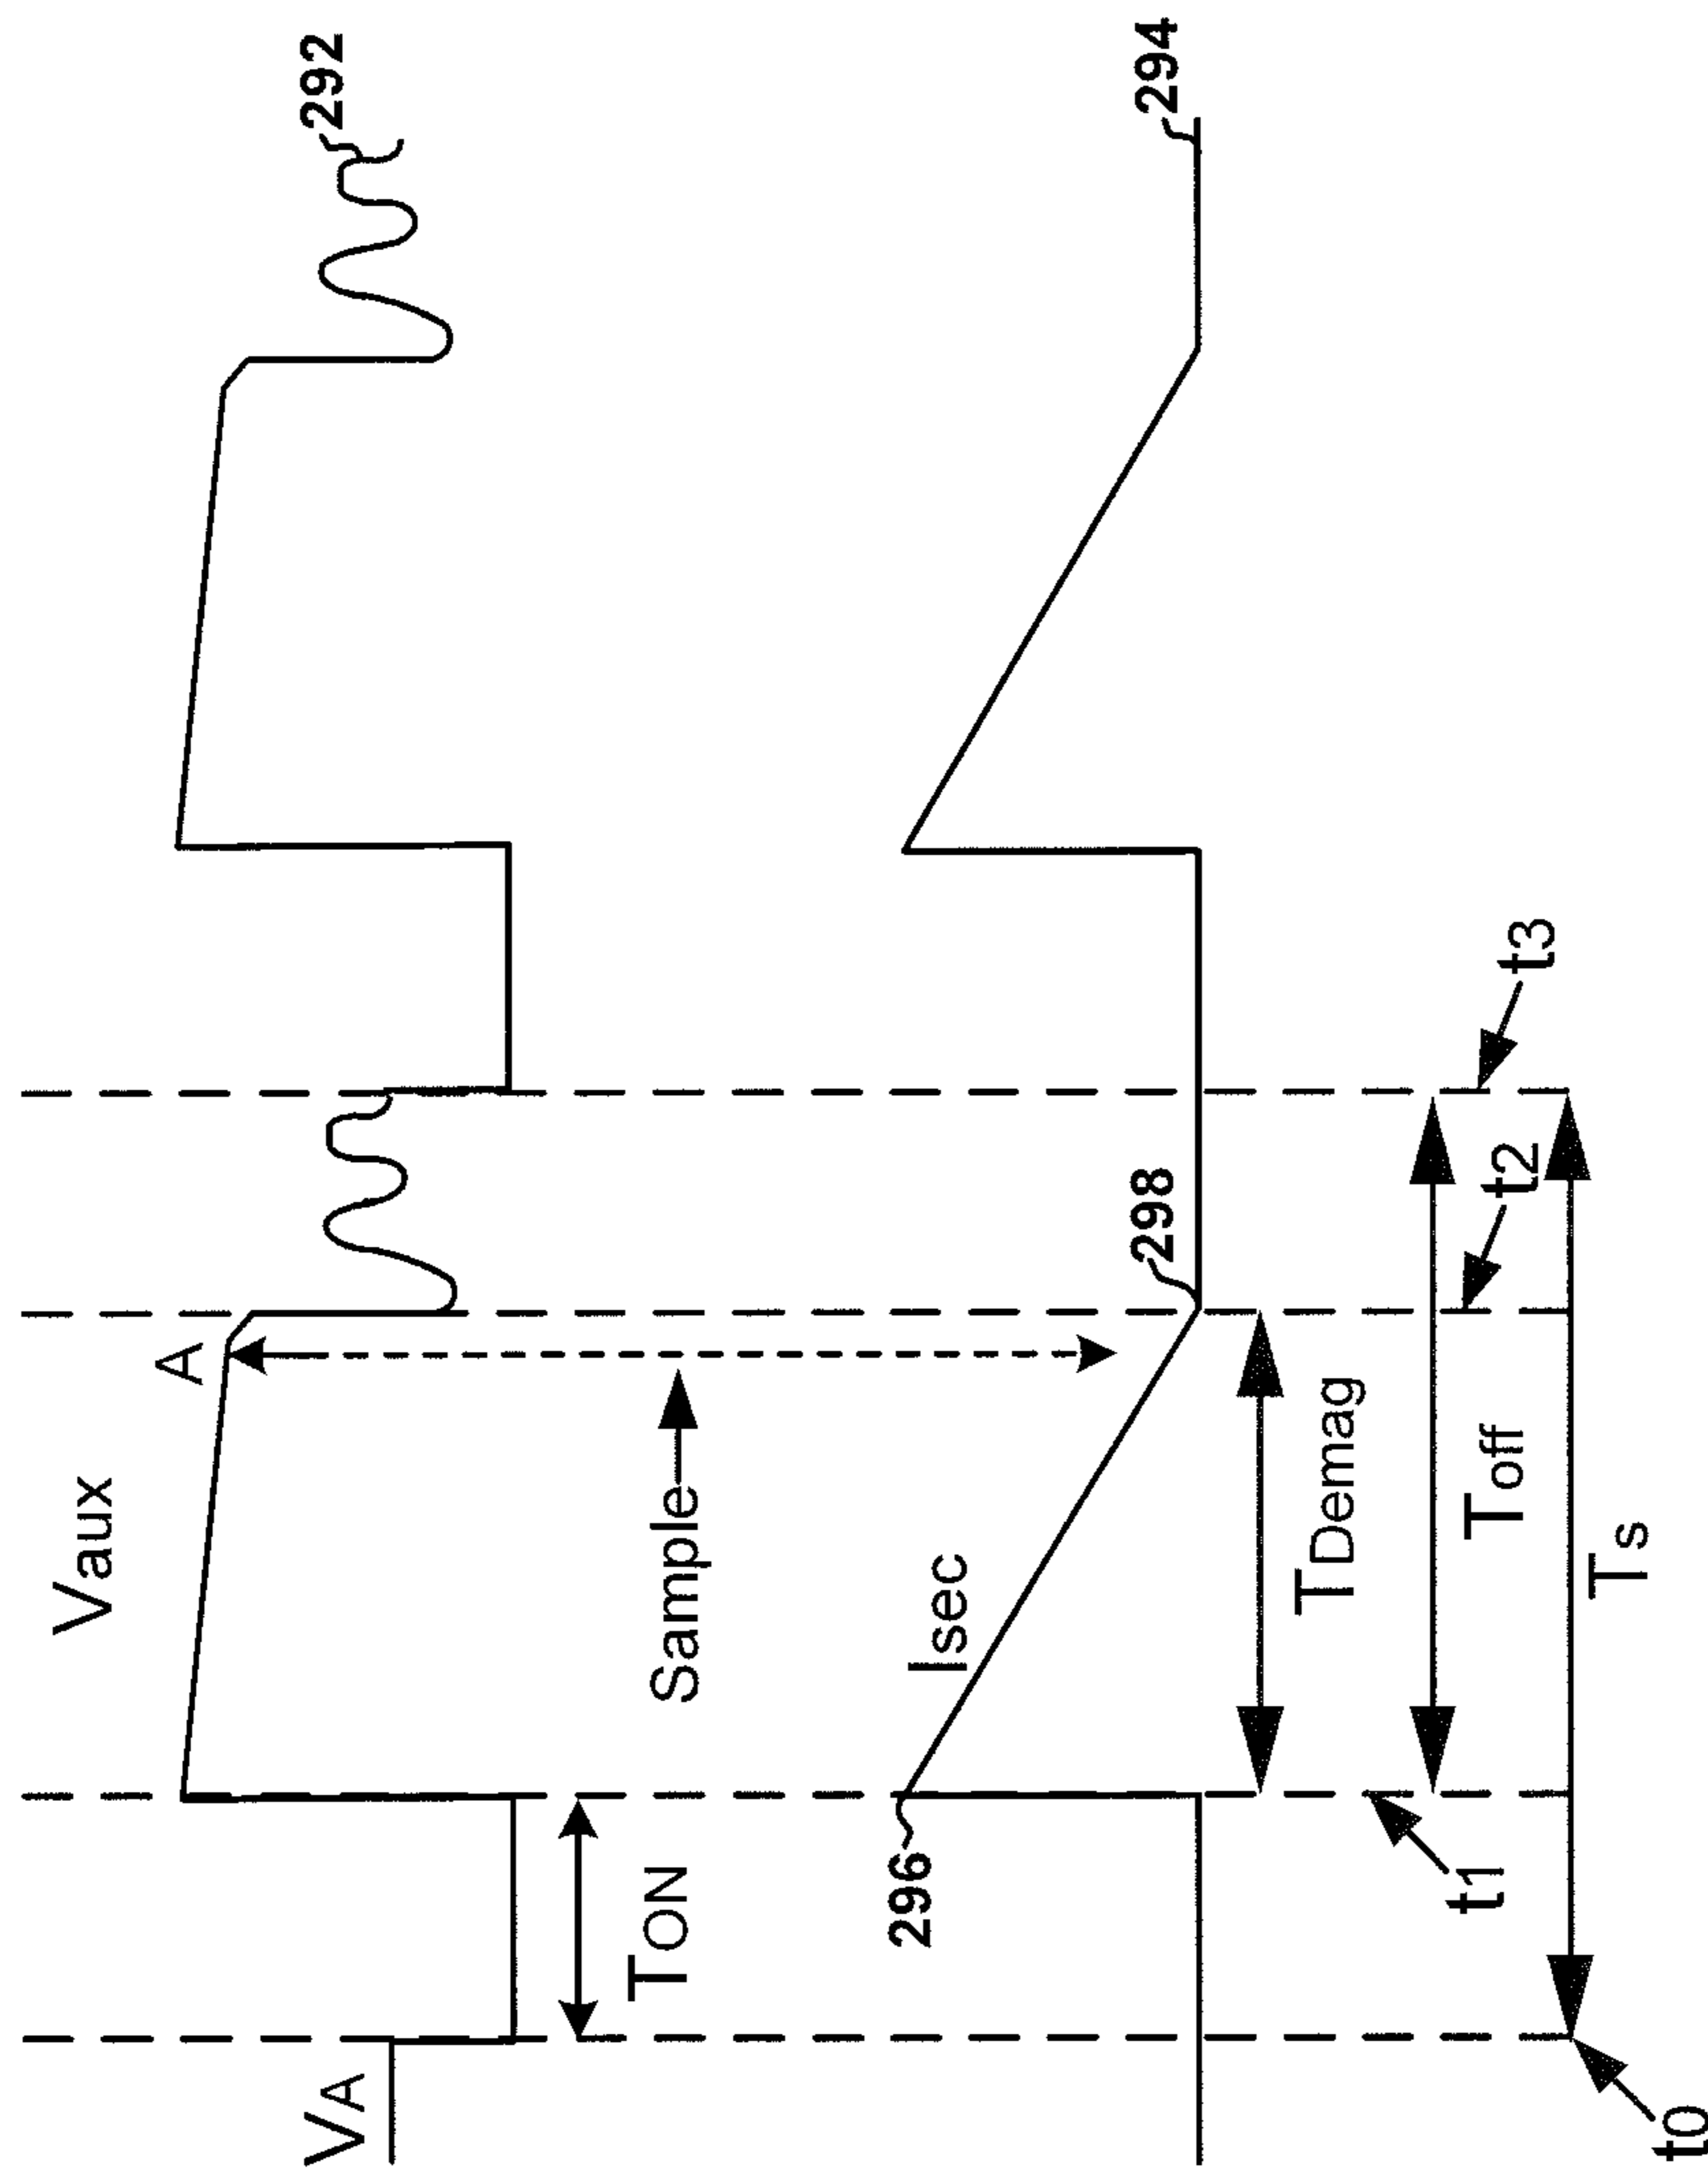 Vaux
292
A
VA
Sample
TON
Isec
294
296
298
TDemag
t3
t2
Toff
t1
Ts
t0